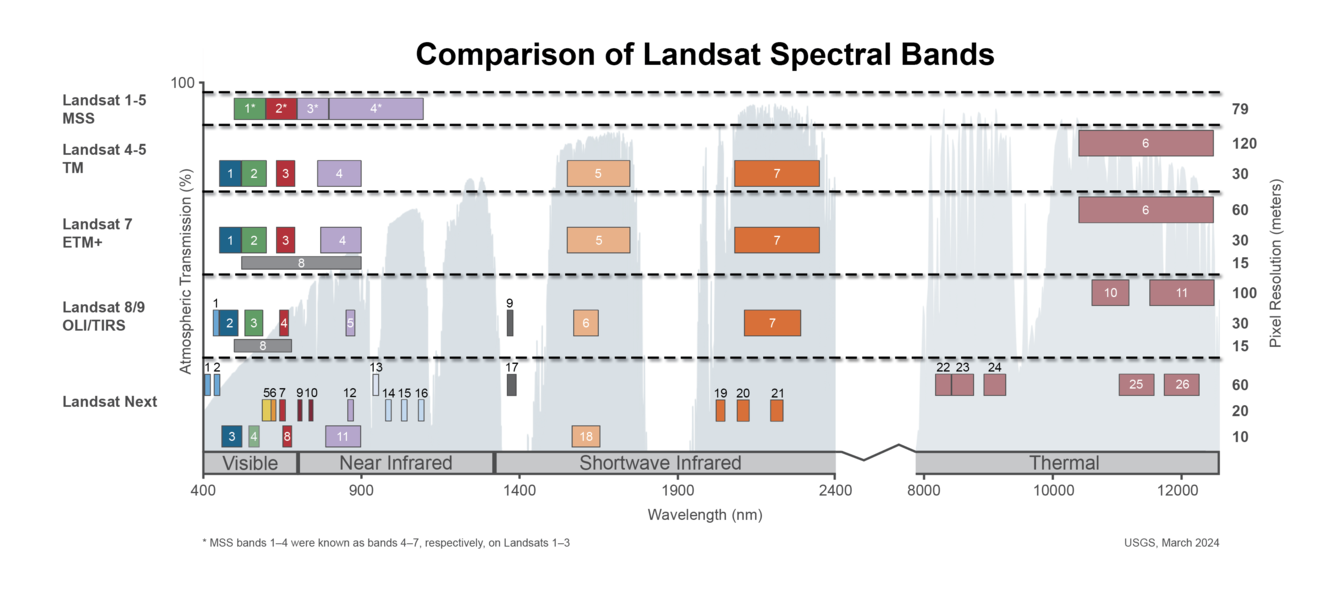 Comparison of Landsat Spectral Bands
100
Landsat 1-5
MSS
1* 2* 3* 4*
79
Landsat 4-5
TM
6
120
1 2 3 4 5 7
30
Landsat 7
ETM+
6
60
1 2 3 4 5 7
30
8
15
Landsat 8/9
OLI/TIRS
10 11
100
1 2 3 4 5 9 6 7
30
8
15
Landsat Next
1 2 13 17 22 23 24 25 26
60
5 6 7 9 10 12 14 15 16 19 20 21
20
3 4 8 11 18
10
Atmospheric Transmission (%)
Pixel Resolution (meters)
Visible Near Infrared Shortwave Infrared Thermal
400 900 1400 1900 2400 8000 10000 12000
Wavelength (nm)
* MSS bands 1–4 were known as bands 4–7, respectively, on Landsats 1–3
USGS, March 2024